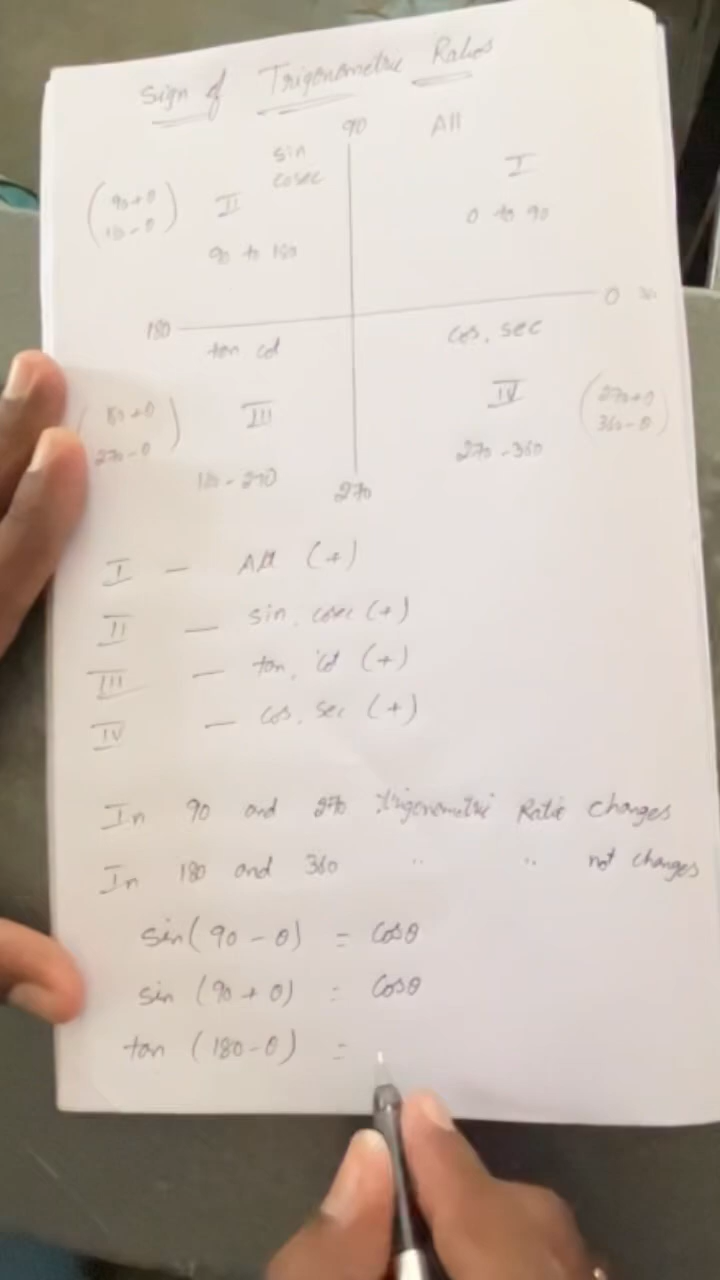 Sign of Trigonometric Ratios
90 All
sin
cosec
I
(90+θ
180-θ)
II
0 to 90
90 to 180
0 360
180
cos, sec
tan cot
IV
(270+θ
360-θ)
(180+θ
270-θ)
III
270 - 360
180 - 270
270
I - All (+)
II - sin, cosec (+)
III - tan, cot (+)
IV - cos, sec (+)
In 90 and 270 trigonometric Ratio changes
In 180 and 360 " " not changes
sin(90-θ) = cosθ
sin (90+θ) = cosθ
tan (180-θ) =